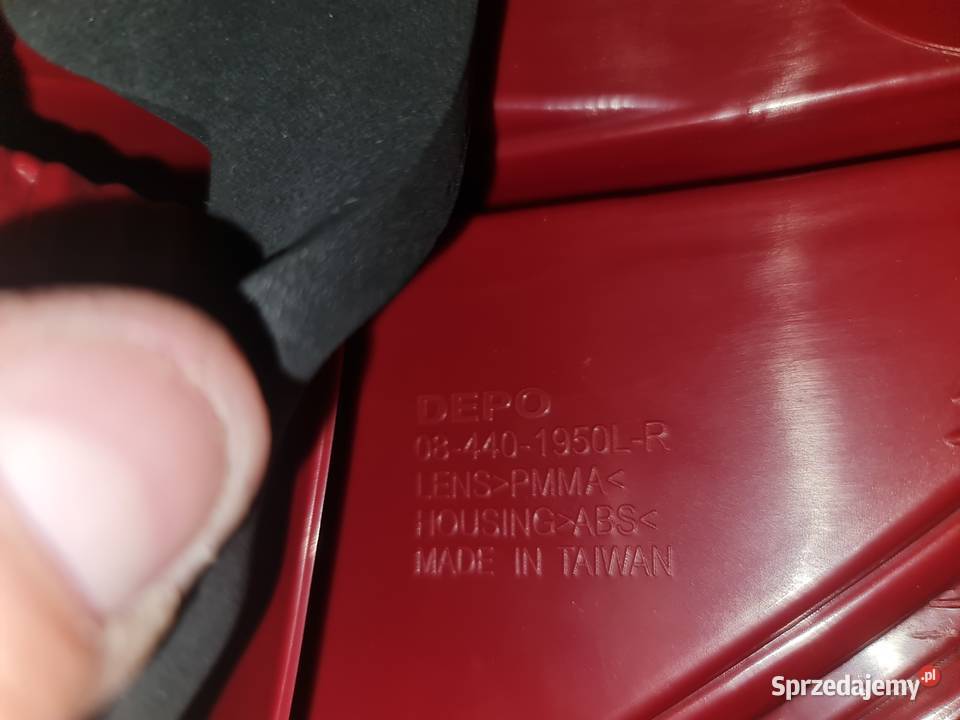 DEPO
08-440-1950L-R
LENS>PMMA<
HOUSING>ABS<
MADE IN TAIWAN
Sprzedajemy.pl